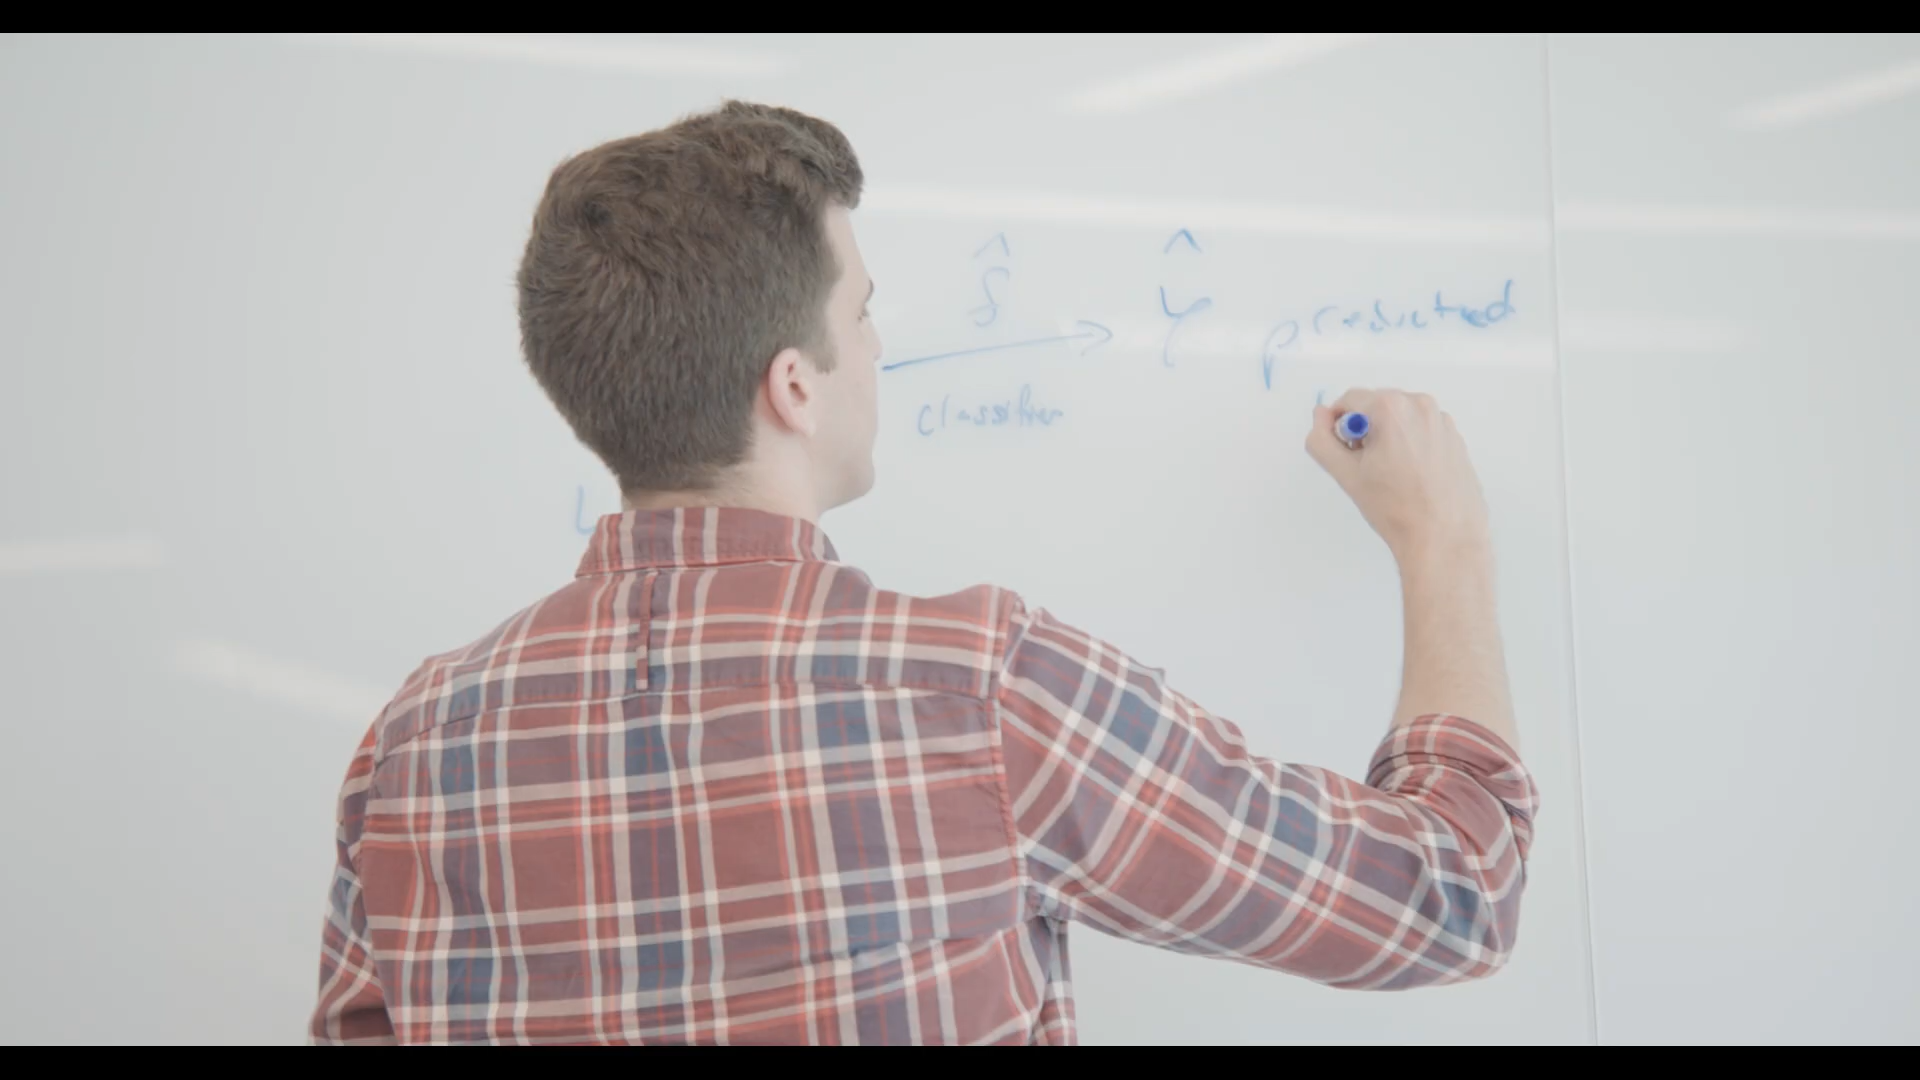 f̂
Ŷ predicted
classifier
L